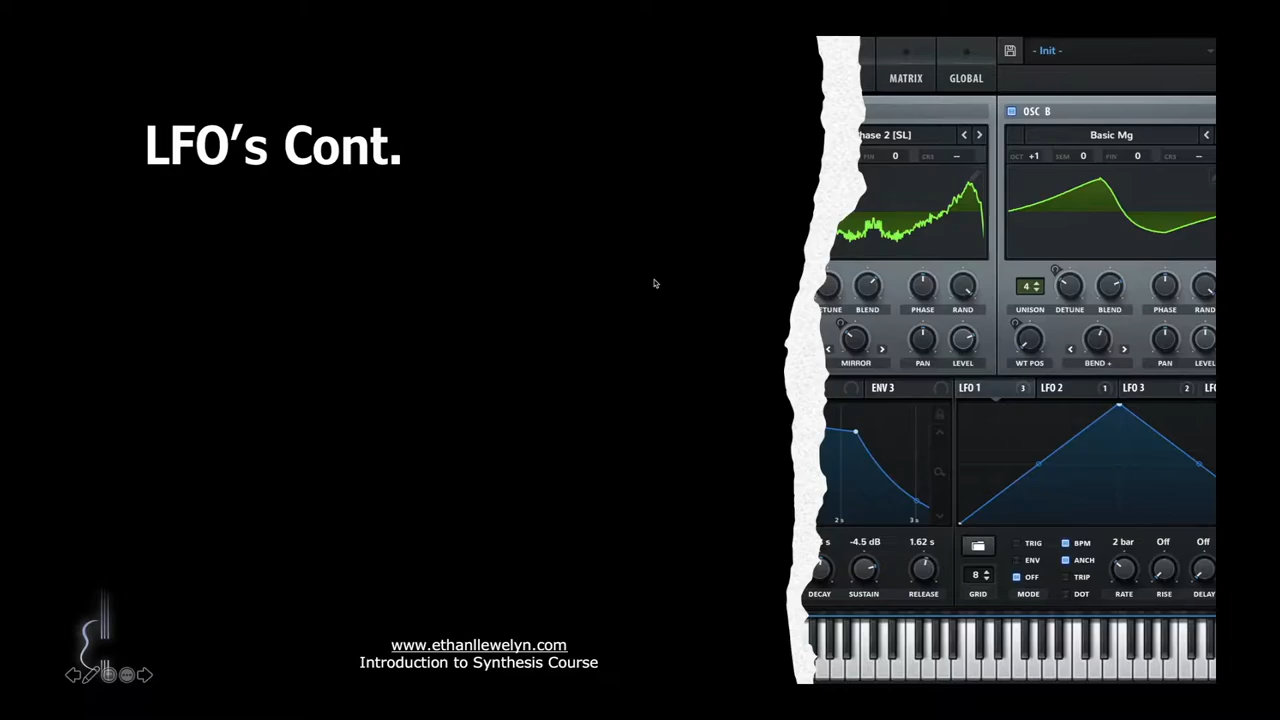 LFO's Cont.
MATRIX GLOBAL - Init -
OSC B
hase 2 [SL] Basic Mg
FIN 0 CRS -- OCT +1 SEM 0 FIN 0 CRS --
4
ETUNE BLEND PHASE RAND UNISON DETUNE BLEND PHASE RAND
MIRROR PAN LEVEL WT POS BEND + PAN LEVEL
ENV 3 LFO 1 3 LFO 2 1 LFO 3 2 LF
2 s 3 s
s -4.5 dB 1.62 s TRIG BPM 2 bar Off Off
ENV ANCH
8 OFF TRIP
DECAY SUSTAIN RELEASE GRID MODE DOT RATE RISE DELAY
www.ethanllewelyn.com
Introduction to Synthesis Course